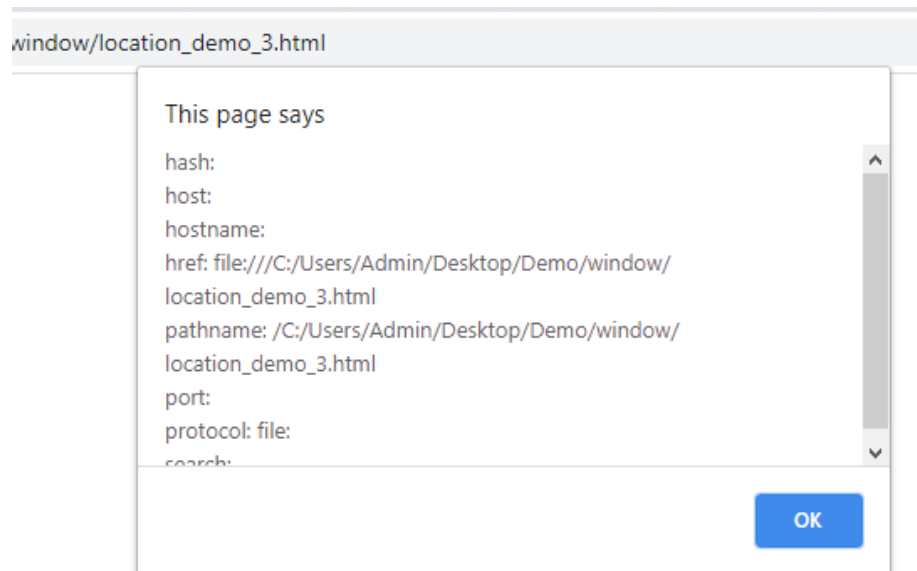 window/location_demo_3.html
This page says
hash:
host:
hostname:
href: file:///C:/Users/Admin/Desktop/Demo/window/
location_demo_3.html
pathname: /C:/Users/Admin/Desktop/Demo/window/
location_demo_3.html
port:
protocol: file:
search:
OK